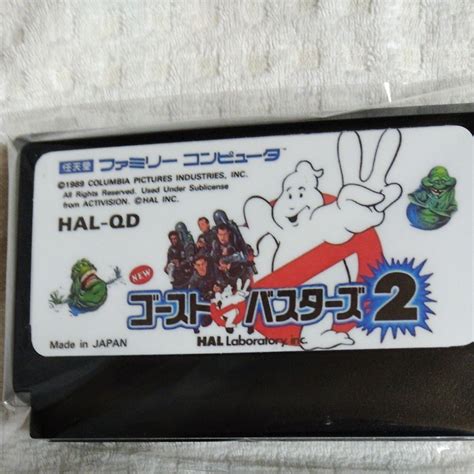 任天堂 ファミリー コンピュータ™
©1989 COLUMBIA PICTURES INDUSTRIES, INC.
All Rights Reserved. Used Under Sublicense
from ACTIVISION. ©HAL INC.
HAL-QD
NEW
ゴーストバスターズ2
HAL Laboratory, inc.
Made in JAPAN